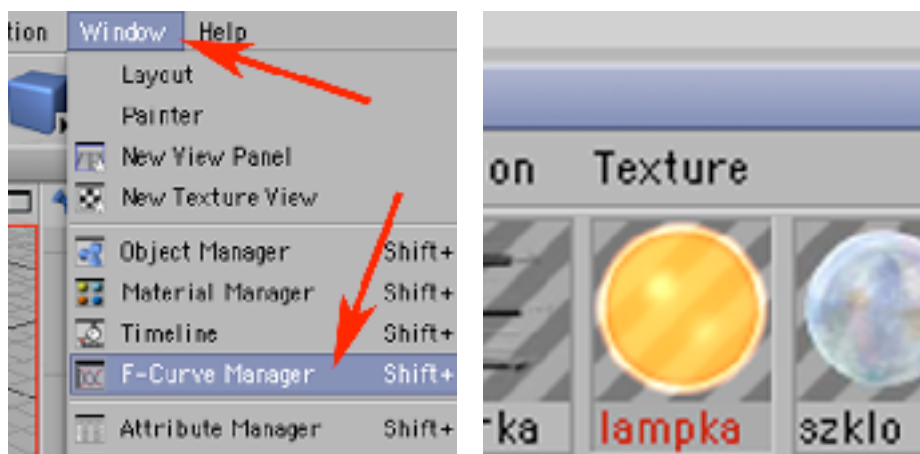 tion Window Help
Layout
Painter
New View Panel
New Texture View
Object Manager Shift+
Material Manager Shift+
Timeline Shift+
F-Curve Manager Shift+
Attribute Manager Shift+
on Texture
rka lampka szklo